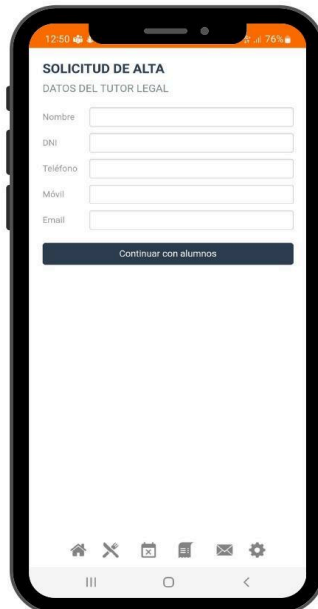 12:50
76%
SOLICITUD DE ALTA
DATOS DEL TUTOR LEGAL
Nombre
DNI
Teléfono
Móvil
Email
Continuar con alumnos